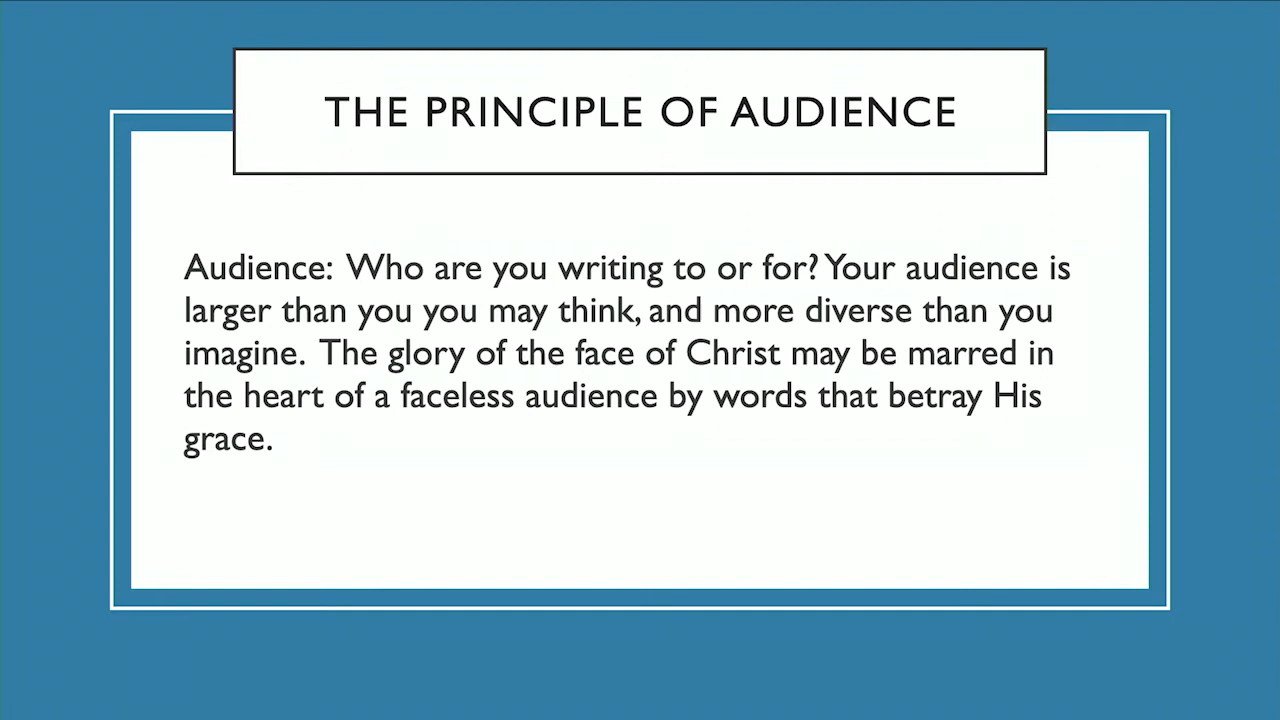 THE PRINCIPLE OF AUDIENCE
Audience:  Who are you writing to or for? Your audience is
larger than you you may think, and more diverse than you
imagine.  The glory of the face of Christ may be marred in
the heart of a faceless audience by words that betray His
grace.